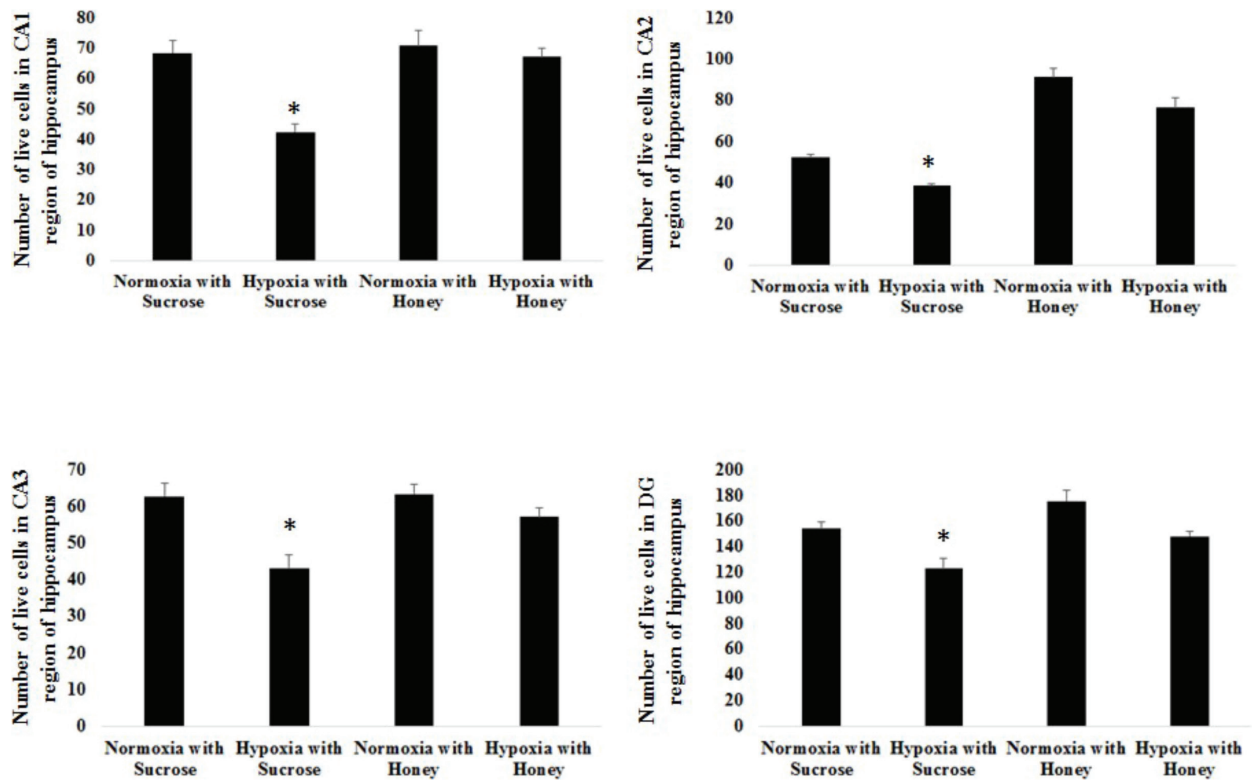 Number of live cells in CA1
region of hippocampus
80
70
60
50
40
30
20
10
0
*
Normoxia with Hypoxia with Normoxia with Hypoxia with
Sucrose Sucrose Honey Honey
Number of live cells in CA2
region of hippocampus
120
100
80
60
40
20
0
*
Normoxia with Hypoxia with Normoxia with Hypoxia with
Sucrose Sucrose Honey Honey
Number of live cells in CA3
region of hippocampus
70
60
50
40
30
20
10
0
*
Normoxia with Hypoxia with Normoxia with Hypoxia with
Sucrose Sucrose Honey Honey
Number of live cells in DG
region of hippocampus
200
180
160
140
120
100
80
60
40
20
0
*
Normoxia with Hypoxia with Normoxia with Hypoxia with
Sucrose Sucrose Honey Honey